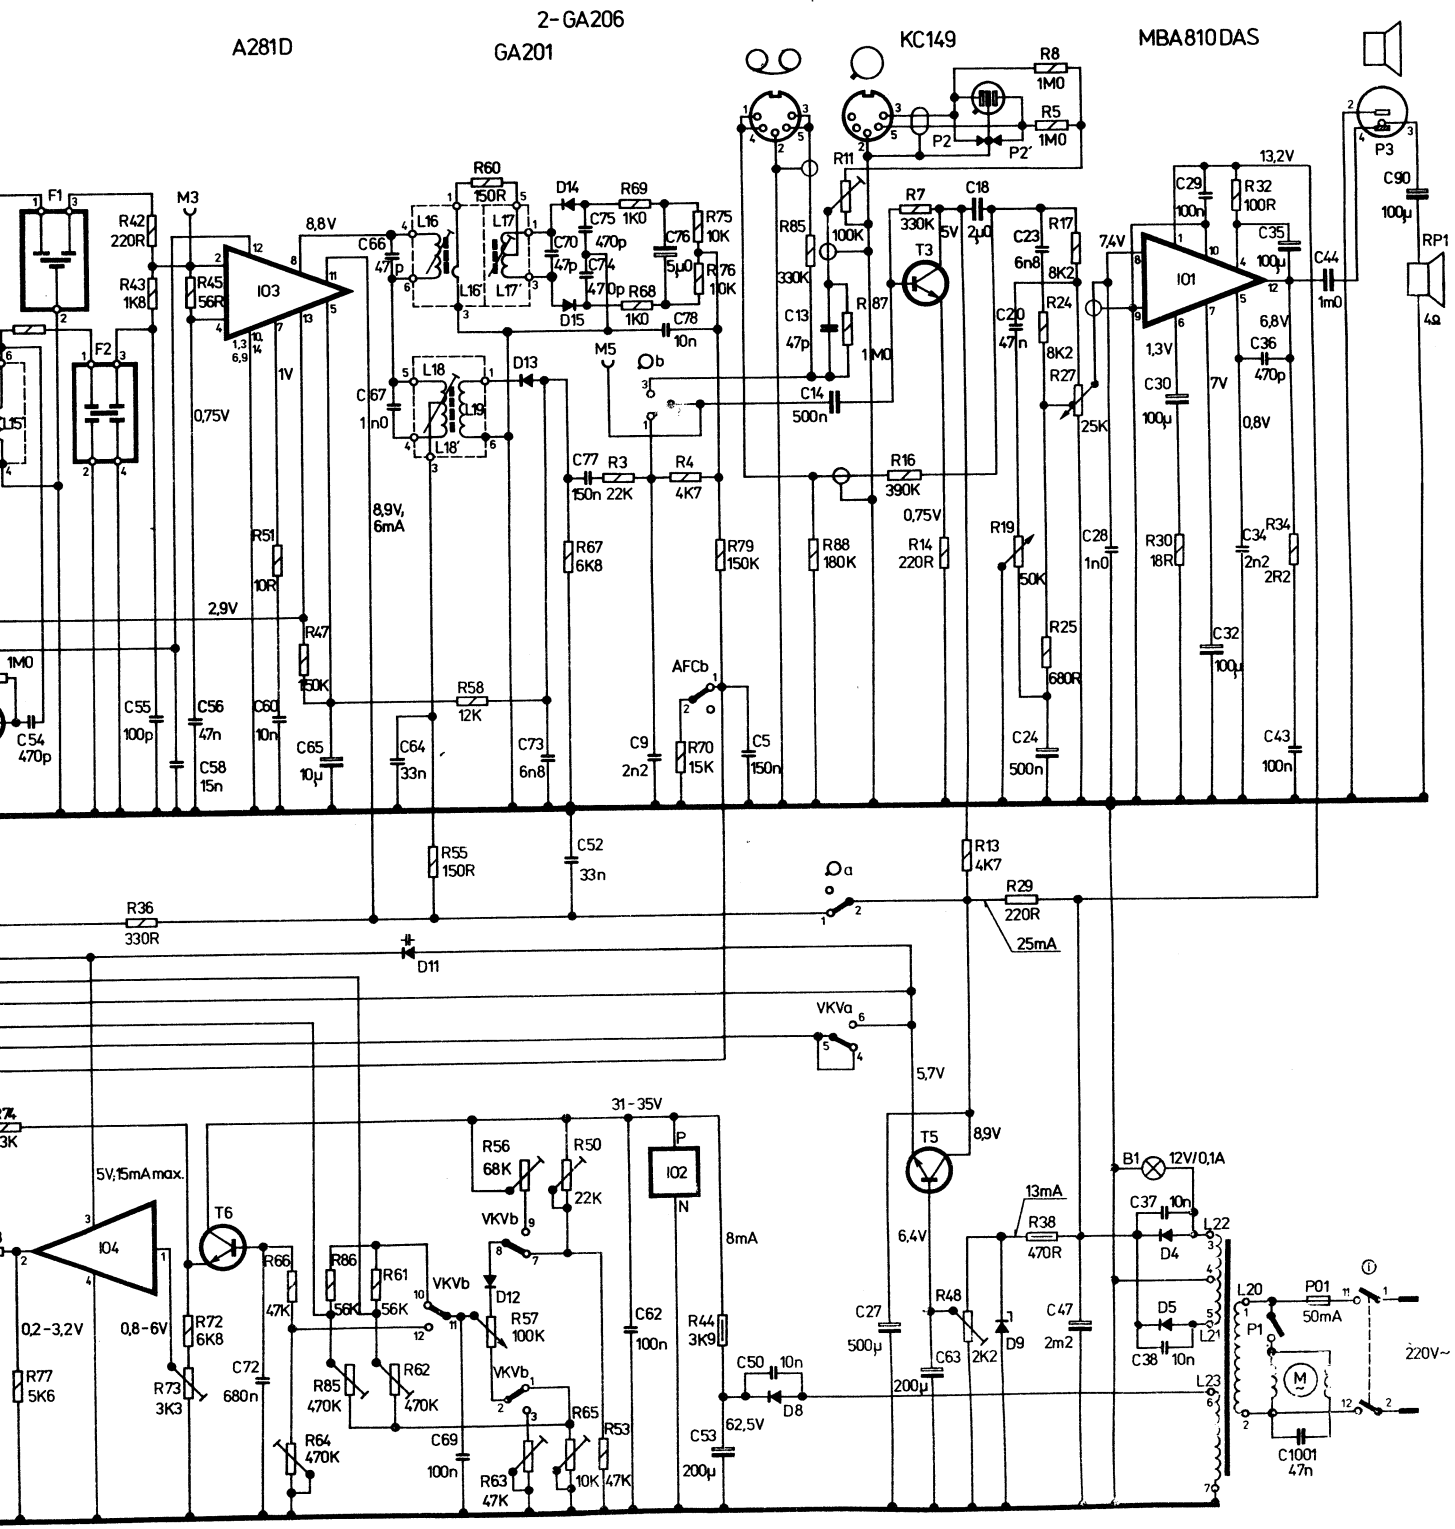 2-GA206
A281D
GA201
KC149
MBA810DAS
R8
1M0
R5
1M0
P2
P2'
P3
13,2V
R11
100K
R7
330K
C18
2µ0
T3
5V
R17
8K2
C23
6n8
C29
100n
R32
100R
C35
100µ
C44
1m0
C90
100µ
RP1
4Ω
F1
M3
R42
220R
R43
1K8
R45
56R
IO3
8,8V
R60
150R
L16
L16'
L17
L17'
C66
47p
D14
D15
C70
47p
C75
470p
C74
470p
R69
1K0
R68
1K0
C76
5µ0
R75
10K
R76
10K
C78
10n
R85
330K
C13
47p
R87
1M0
C14
500n
C20
47n
R24
8K2
R27
25K
7,4V
IO1
1,3V
6,8V
C36
470p
C30
100µ
7V
0,8V
F2
L15
1V
0,75V
C67
1n0
L18
L18'
L19
D13
M5
b
C77
150n
R3
22K
R4
4K7
R16
390K
0,75V
8,9V,
6mA
R51
10R
R67
6K8
R79
150K
R88
180K
R14
220R
R19
50K
C28
1n0
R30
18R
C34
2n2
R34
2R2
2,9V
R47
150K
1M0
R25
680R
C32
100µ
AFCb
R58
12K
C54
470p
C55
100p
C56
47n
C58
15n
C60
10n
C65
10µ
C64
33n
C73
6n8
C9
2n2
R70
15K
C5
150n
C24
500n
C43
100n
R55
150R
C52
33n
R13
4K7
a
R36
330R
R29
220R
25mA
D11
VKVa
5,7V
31-35V
R74
3K
R56
68K
R50
22K
P
IO2
N
T5
8,9V
B1
12V/0,1A
5V;15mA max.
T6
IO4
VKVb
8mA
6,4V
13mA
R38
470R
C37
10n
D4
L22
R66
47K
R86
56K
R61
56K
VKVb
D12
R57
100K
VKVb
C62
100n
R44
3K9
C27
500µ
R48
2K2
D9
C47
2m2
D5
L21
C38
10n
L20
P1
P01
50mA
220V~
M
0,2-3,2V
0,8-6V
R72
6K8
R77
5K6
R73
3K3
C72
680n
R85
470K
R62
470K
R64
470K
C69
100n
R63
47K
R65
10K
R53
47K
C50
10n
D8
62,5V
C53
200µ
C63
200µ
L23
C1001
47n